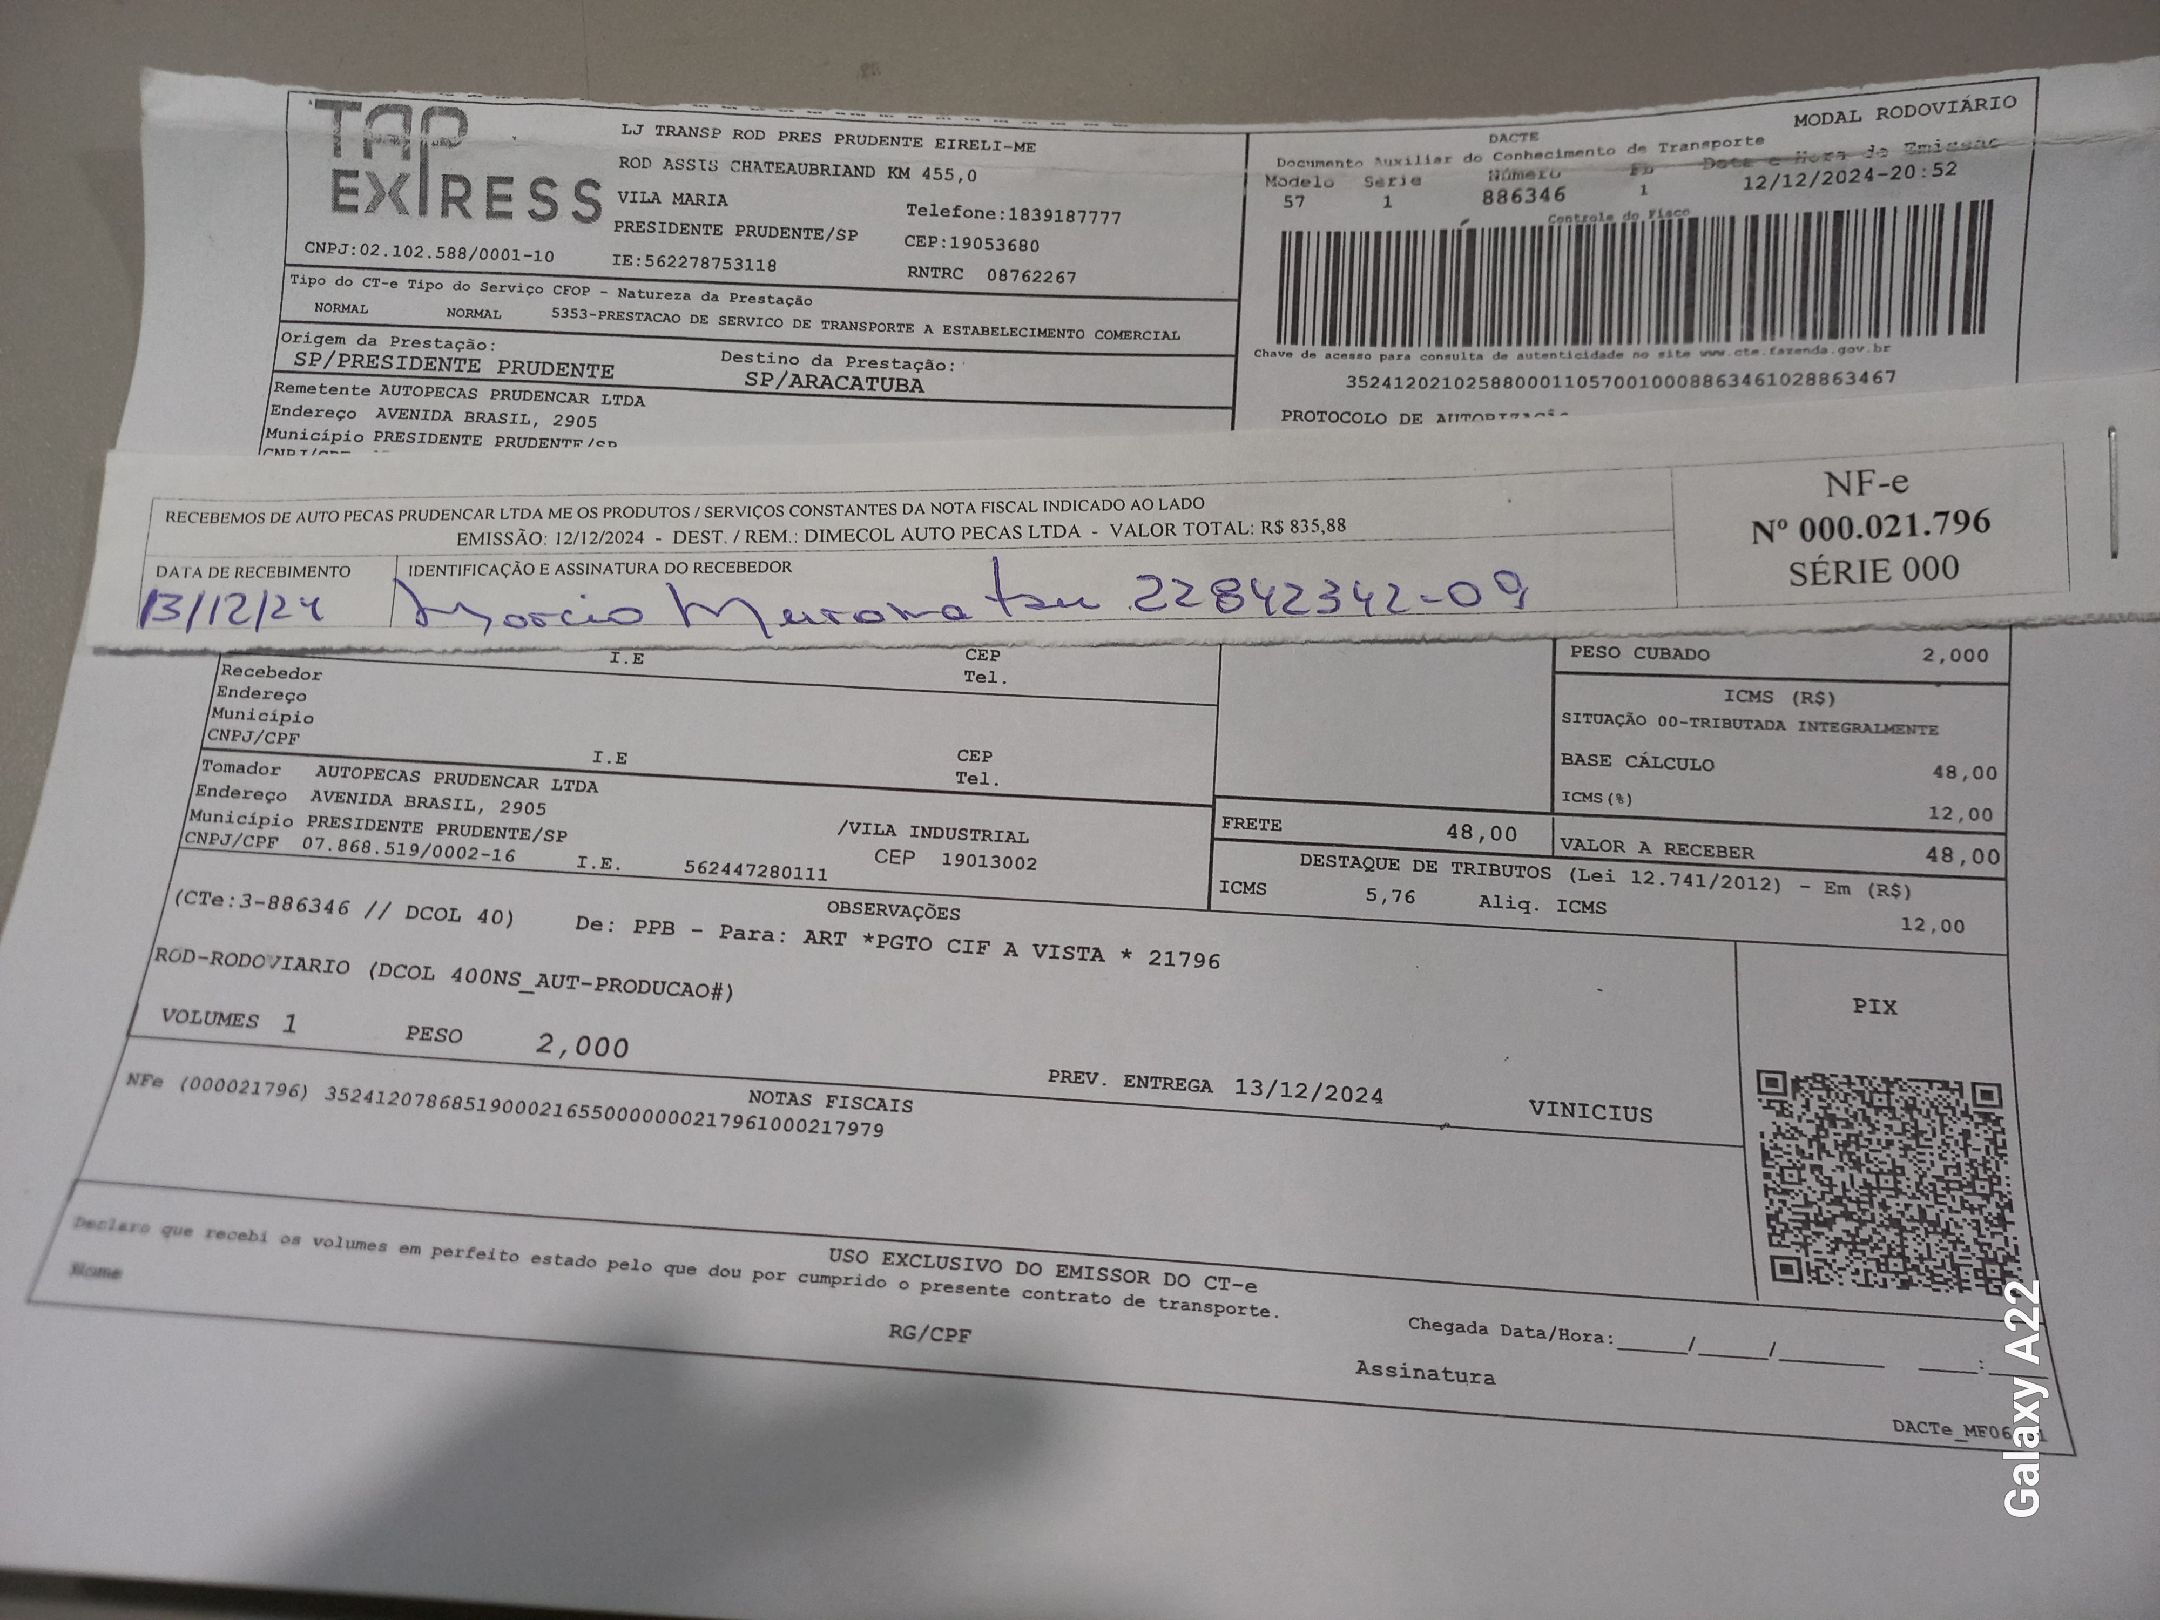 TAP EXPRESS
LJ TRANSP ROD PRES PRUDENTE EIRELI-ME
ROD ASSIS CHATEAUBRIAND KM 455,0
VILA MARIA
Telefone:1839187777
PRESIDENTE PRUDENTE/SP
CEP:19053680
CNPJ:02.102.588/0001-10
IE:562278753118
RNTRC 08762267
MODAL RODOVIÁRIO
DACTE
Documento Auxiliar do Conhecimento de Transporte
Modelo Serie Número Data e Hora de Emissão
57 1 886346 1 12/12/2024-20:52
Controle do Fisco
Chave de acesso para consulta de autenticidade no site www.cte.fazenda.gov.br
35241202102588000110570010008863461028863467
PROTOCOLO DE
Tipo do CT-e Tipo do Serviço CFOP - Natureza da Prestação
NORMAL NORMAL 5353-PRESTACAO DE SERVICO DE TRANSPORTE A ESTABELECIMENTO COMERCIAL
Origem da Prestação: Destino da Prestação:
SP/PRESIDENTE PRUDENTE SP/ARACATUBA
Remetente AUTOPECAS PRUDENCAR LTDA
Endereço AVENIDA BRASIL, 2905
Município PRESIDENTE PRUDENTE/SP
RECEBEMOS DE AUTO PECAS PRUDENCAR LTDA ME OS PRODUTOS / SERVIÇOS CONSTANTES DA NOTA FISCAL INDICADO AO LADO
EMISSÃO: 12/12/2024 - DEST. / REM.: DIMECOL AUTO PECAS LTDA - VALOR TOTAL: R$ 835,88
DATA DE RECEBIMENTO IDENTIFICAÇÃO E ASSINATURA DO RECEBEDOR
13/12/24 Marcio 22842342-09
NF-e
Nº 000.021.796
SÉRIE 000
I.E CEP
Recebedor Tel.
Endereço
Município
CNPJ/CPF I.E CEP
Tel.
Tomador AUTOPECAS PRUDENCAR LTDA
Endereço AVENIDA BRASIL, 2905
Município PRESIDENTE PRUDENTE/SP /VILA INDUSTRIAL
CNPJ/CPF 07.868.519/0002-16 I.E. 562447280111 CEP 19013002
PESO CUBADO 2,000
ICMS (R$)
SITUAÇÃO 00-TRIBUTADA INTEGRALMENTE
BASE CÁLCULO 48,00
ICMS(%) 12,00
FRETE 48,00 VALOR A RECEBER 48,00
DESTAQUE DE TRIBUTOS (Lei 12.741/2012) - Em (R$)
ICMS 5,76 Aliq. ICMS 12,00
OBSERVAÇÕES
(CTe:3-886346 // DCOL 40) De: PPB - Para: ART *PGTO CIF A VISTA * 21796
ROD-RODOVIARIO (DCOL 400NS_AUT-PRODUCAO#)
VOLUMES 1 PESO 2,000
PREV. ENTREGA 13/12/2024 VINICIUS
PIX
NOTAS FISCAIS
NFe (000021796) 35241207868519000216550000000217961000217979
USO EXCLUSIVO DO EMISSOR DO CT-e
Declaro que recebi os volumes em perfeito estado pelo que dou por cumprido o presente contrato de transporte.
Nome RG/CPF Assinatura Chegada Data/Hora:_____/_____/________ ____:
Galaxy A22